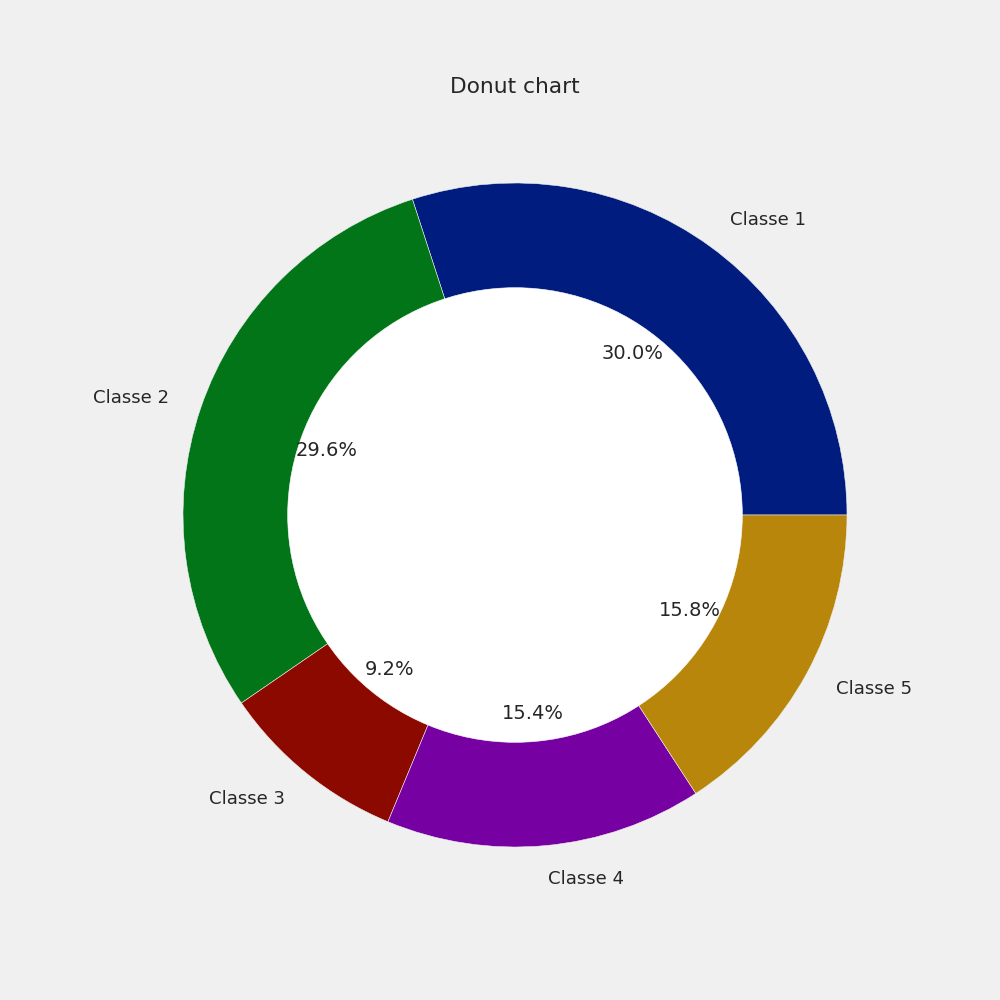 Donut chart
Classe 1
30.0%
Classe 2
29.6%
Classe 3
9.2%
Classe 4
15.4%
Classe 5
15.8%